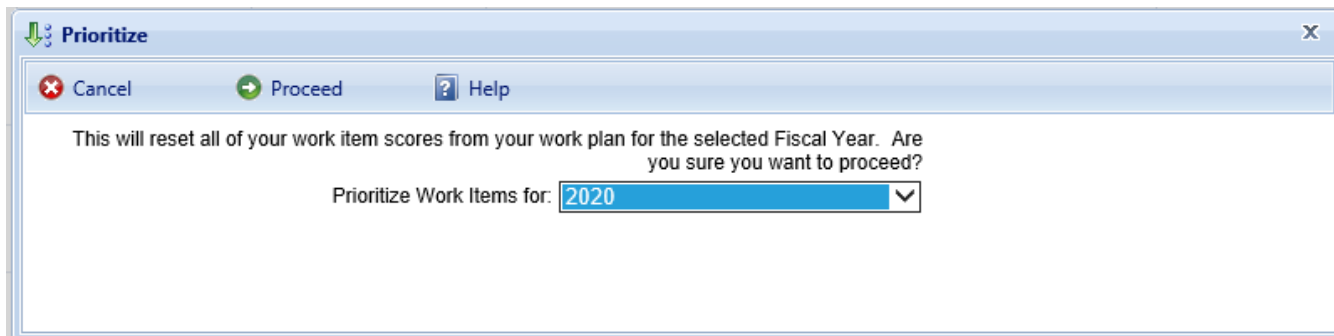 Prioritize
Cancel Proceed Help
This will reset all of your work item scores from your work plan for the selected Fiscal Year. Are
you sure you want to proceed?
Prioritize Work Items for: 2020